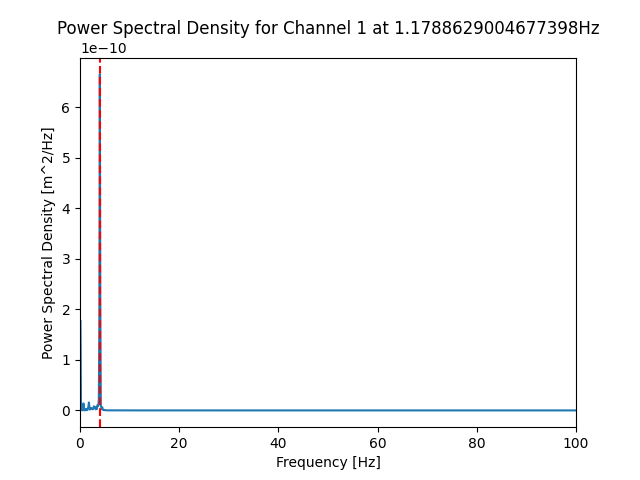 Power Spectral Density for Channel 1 at 1.1788629004677398Hz
1e−10
6
5
4
3
2
1
0
Power Spectral Density [m^2/Hz]
0 20 40 60 80 100
Frequency [Hz]